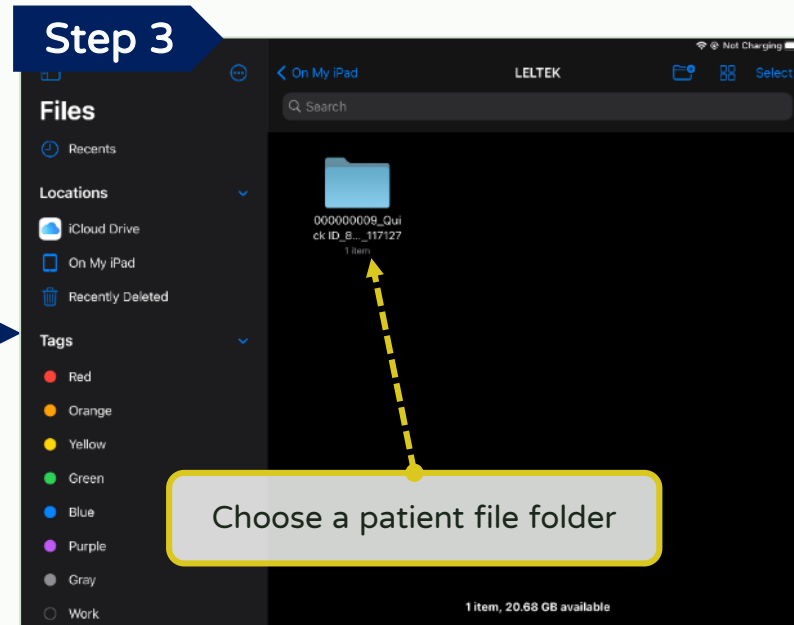 Step 3
Not Charging
On My iPad
LELTEK
Select
Search
Files
Recents
Locations
iCloud Drive
On My iPad
Recently Deleted
Tags
Red
Orange
Yellow
Green
Blue
Purple
Gray
Work
000000009_Qui
ck ID_8..._117127
1 item
Choose a patient file folder
1 item, 20.68 GB available